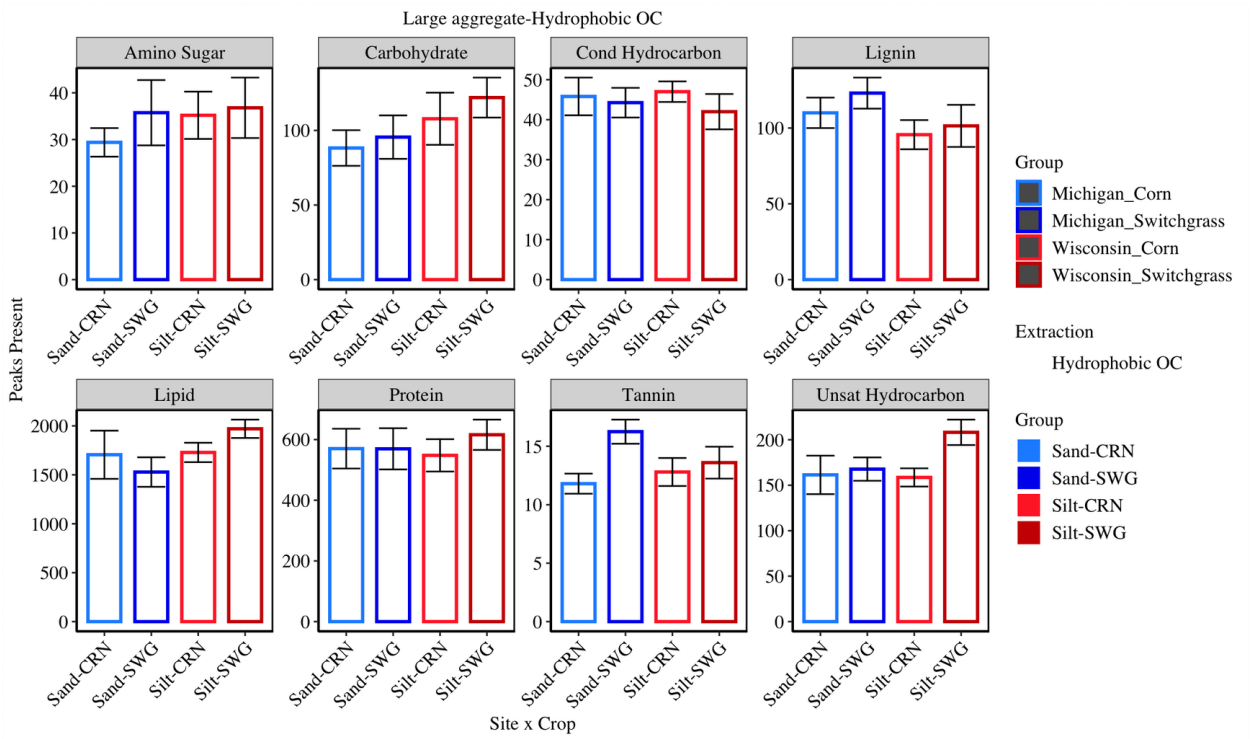 Large aggregate-Hydrophobic OC
Amino Sugar
Carbohydrate
Cond Hydrocarbon
Lignin
40
30
20
10
0
100
50
0
50
40
30
20
10
0
100
50
0
Sand-CRN
Sand-SWG
Silt-CRN
Silt-SWG
Sand-CRN
Sand-SWG
Silt-CRN
Silt-SWG
Sand-CRN
Sand-SWG
Silt-CRN
Silt-SWG
Sand-CRN
Sand-SWG
Silt-CRN
Silt-SWG
Peaks Present
Lipid
Protein
Tannin
Unsat Hydrocarbon
2000
1500
1000
500
0
600
400
200
0
15
10
5
0
200
150
100
50
0
Sand-CRN
Sand-SWG
Silt-CRN
Silt-SWG
Sand-CRN
Sand-SWG
Silt-CRN
Silt-SWG
Sand-CRN
Sand-SWG
Silt-CRN
Silt-SWG
Sand-CRN
Sand-SWG
Silt-CRN
Silt-SWG
Site x Crop
Group
Michigan_Corn
Michigan_Switchgrass
Wisconsin_Corn
Wisconsin_Switchgrass
Extraction
Hydrophobic OC
Group
Sand-CRN
Sand-SWG
Silt-CRN
Silt-SWG